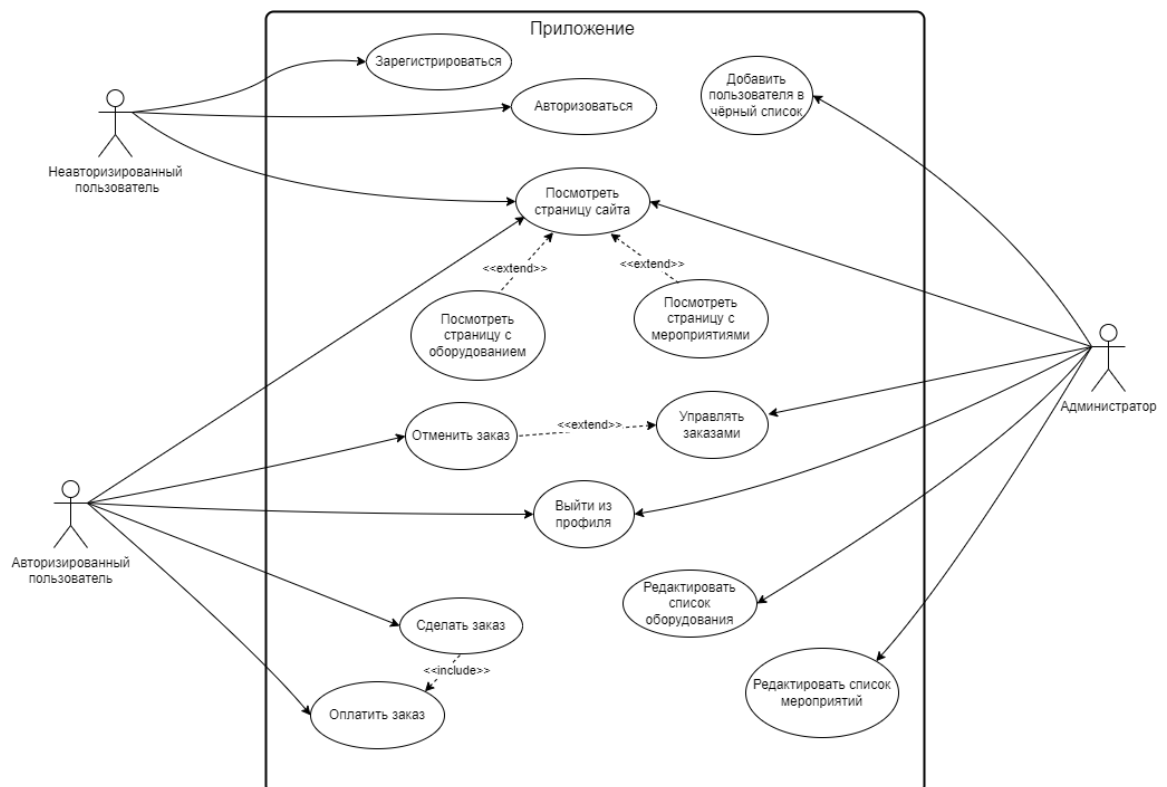 Приложение
Зарегистрироваться
Добавить
пользователя в
чёрный список
Авторизоваться
Неавторизированный
пользователь
Посмотреть
страницу сайта
<<extend>>
<<extend>>
Посмотреть
страницу с
оборудованием
Посмотреть
страницу с
мероприятиями
Администратор
Отменить заказ
<<extend>>
Управлять
заказами
Выйти из
профиля
Авторизированный
пользователь
Редактировать
список
оборудования
Сделать заказ
<<include>>
Редактировать список
мероприятий
Оплатить заказ